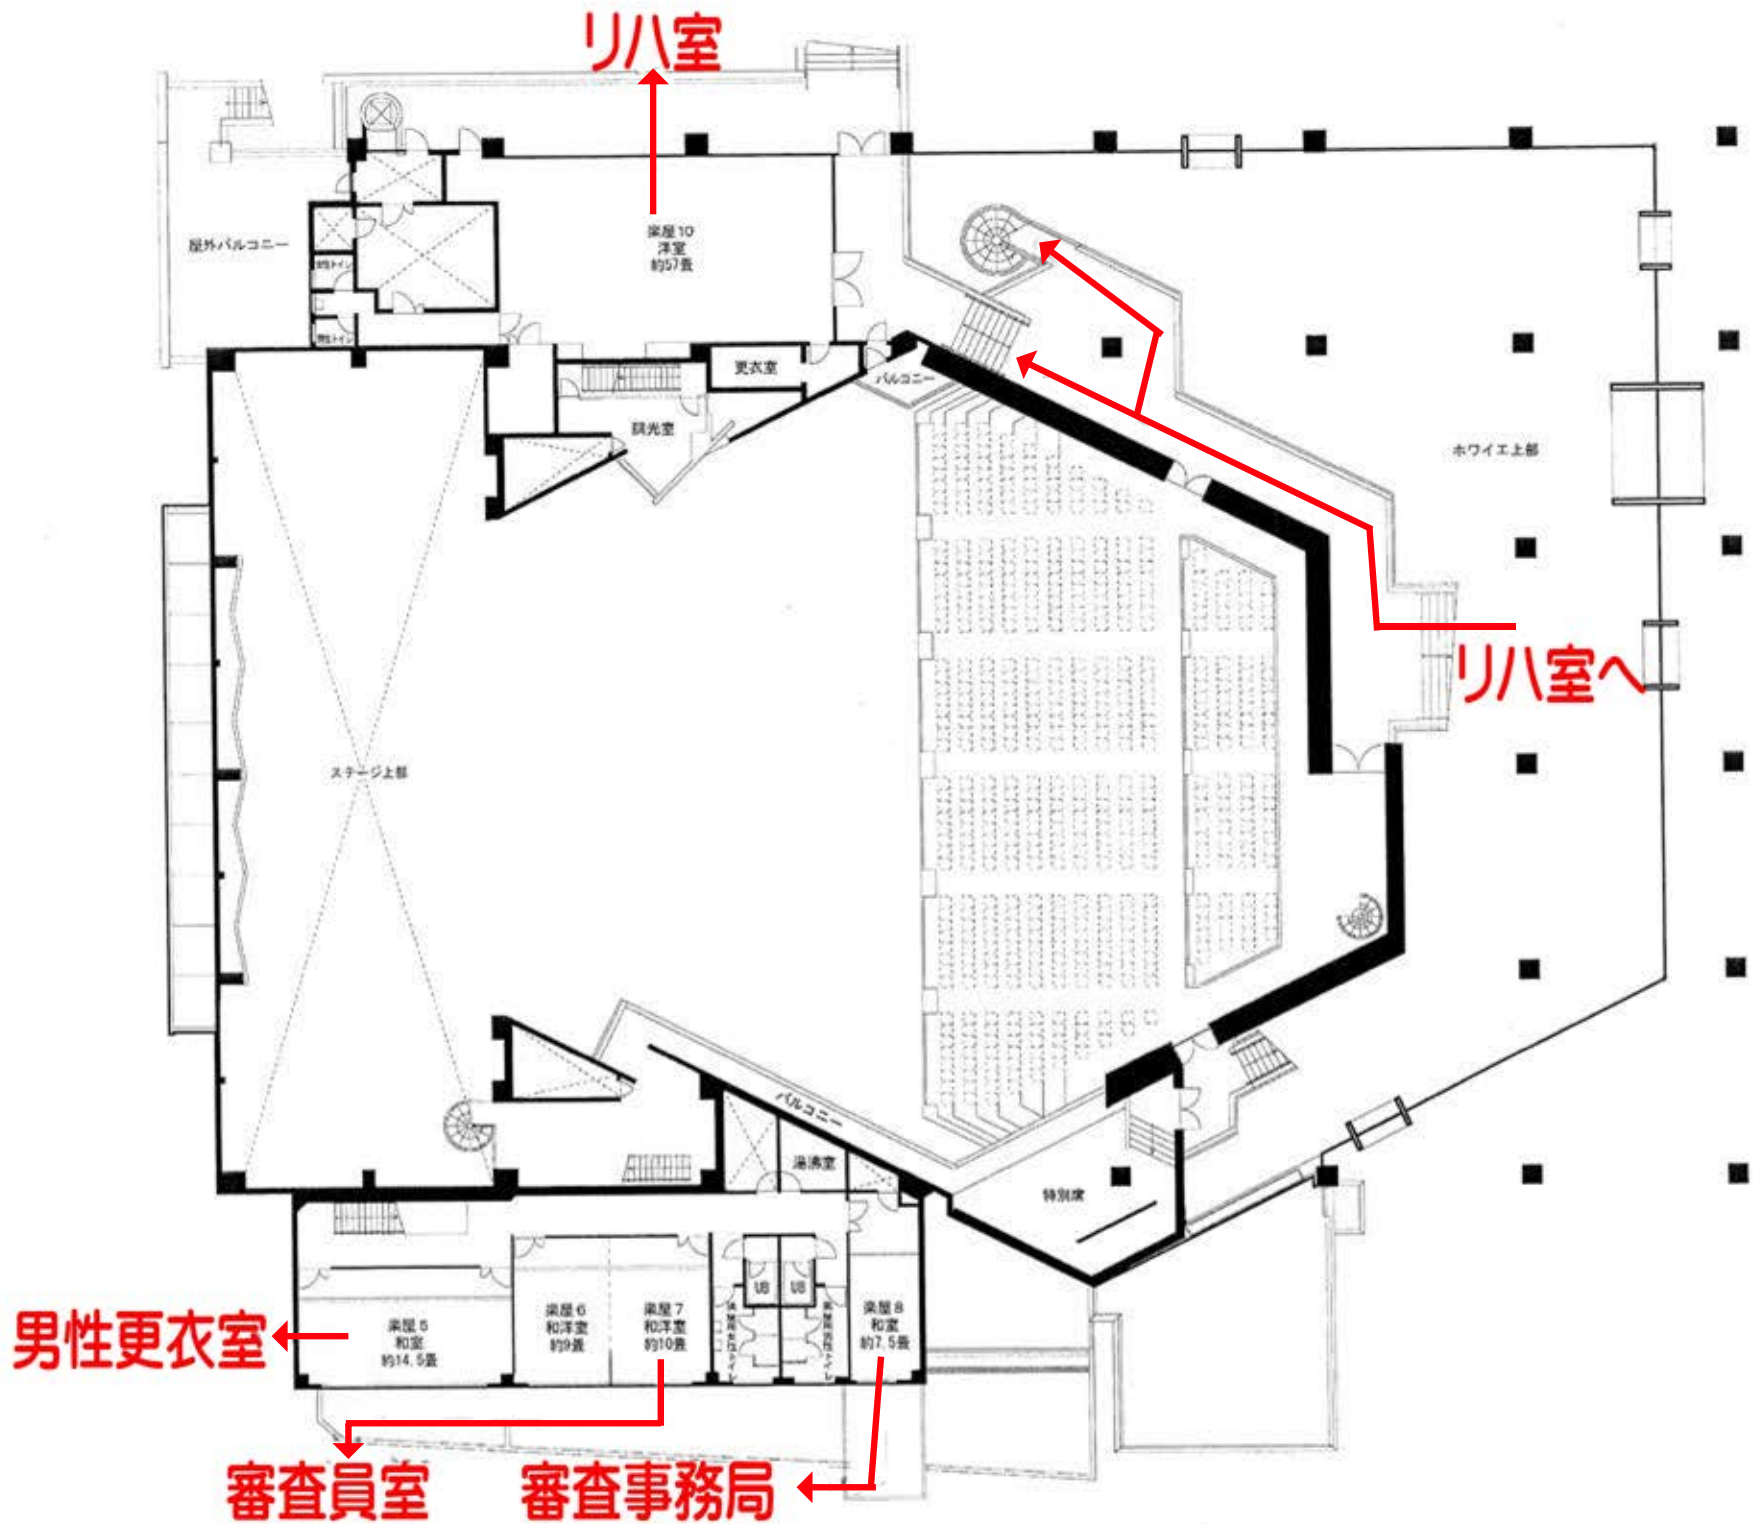 リハ室
屋外バルコニー
楽屋10
洋室
約57畳
更衣室
バルコニー
調光室
ホワイエ上部
リハ室へ
ステージ上部
バルコニー
湯沸室
特別席
UB
UB
楽屋5
和室
約14.5畳
楽屋6
和洋室
約9畳
楽屋7
和洋室
約10畳
楽屋8
和室
約7.5畳
男性更衣室
審査員室
審査事務局